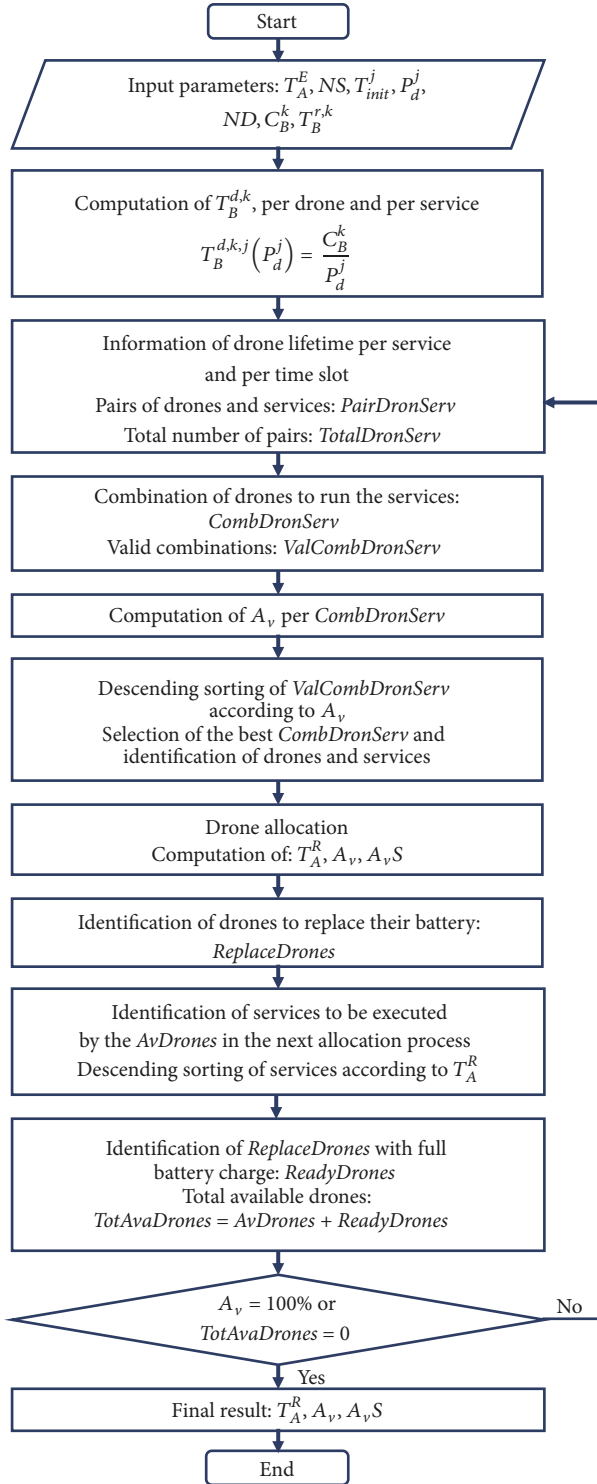 Start
Input parameters: T_A^E, NS, T_init^j, P_d^j,
ND, C_B^k, T_B^{r,k}
Computation of T_B^{d,k}, per drone and per service
T_B^{d,k,j}(P_d^j) = C_B^k / P_d^j
Information of drone lifetime per service
and per time slot
Pairs of drones and services: PairDronServ
Total number of pairs: TotalDronServ
Combination of drones to run the services:
CombDronServ
Valid combinations: ValCombDronServ
Computation of A_v per CombDronServ
Descending sorting of ValCombDronServ
according to A_v
Selection of the best CombDronServ and
identification of drones and services
Drone allocation
Computation of: T_A^R, A_v, A_vS
Identification of drones to replace their battery:
ReplaceDrones
Identification of services to be executed
by the AvDrones in the next allocation process
Descending sorting of services according to T_A^R
Identification of ReplaceDrones with full
battery charge: ReadyDrones
Total available drones:
TotAvaDrones = AvDrones + ReadyDrones
A_v = 100% or
TotAvaDrones = 0
No
Yes
Final result: T_A^R, A_v, A_vS
End